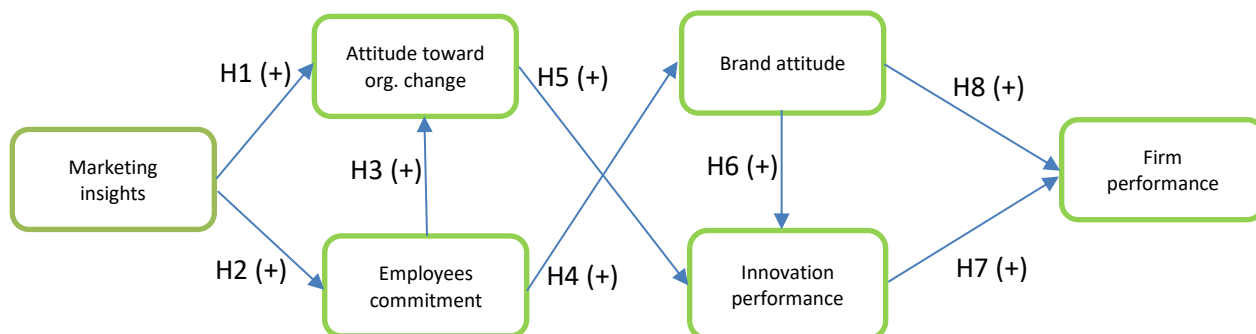 H1 (+)
Attitude toward
org. change
H5 (+)
Brand attitude
H8 (+)
Marketing
insights
H3 (+)
H6 (+)
Firm
performance
H2 (+)
Employees
commitment
H4 (+)
Innovation
performance
H7 (+)